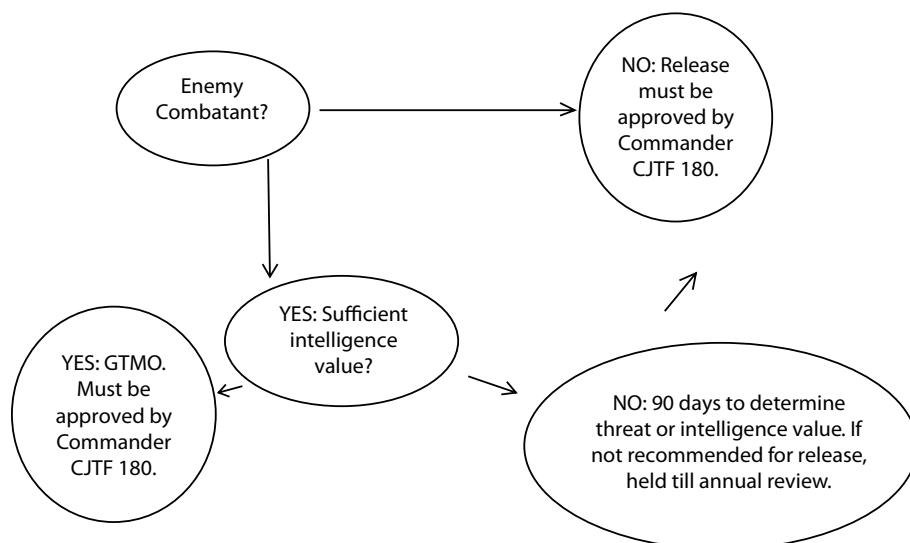 Enemy
Combatant?
NO: Release
must be
approved by
Commander
CJTF 180.
YES: Sufficient
intelligence
value?
YES: GTMO.
Must be
approved by
Commander
CJTF 180.
NO: 90 days to determine
threat or intelligence value. If
not recommended for release,
held till annual review.